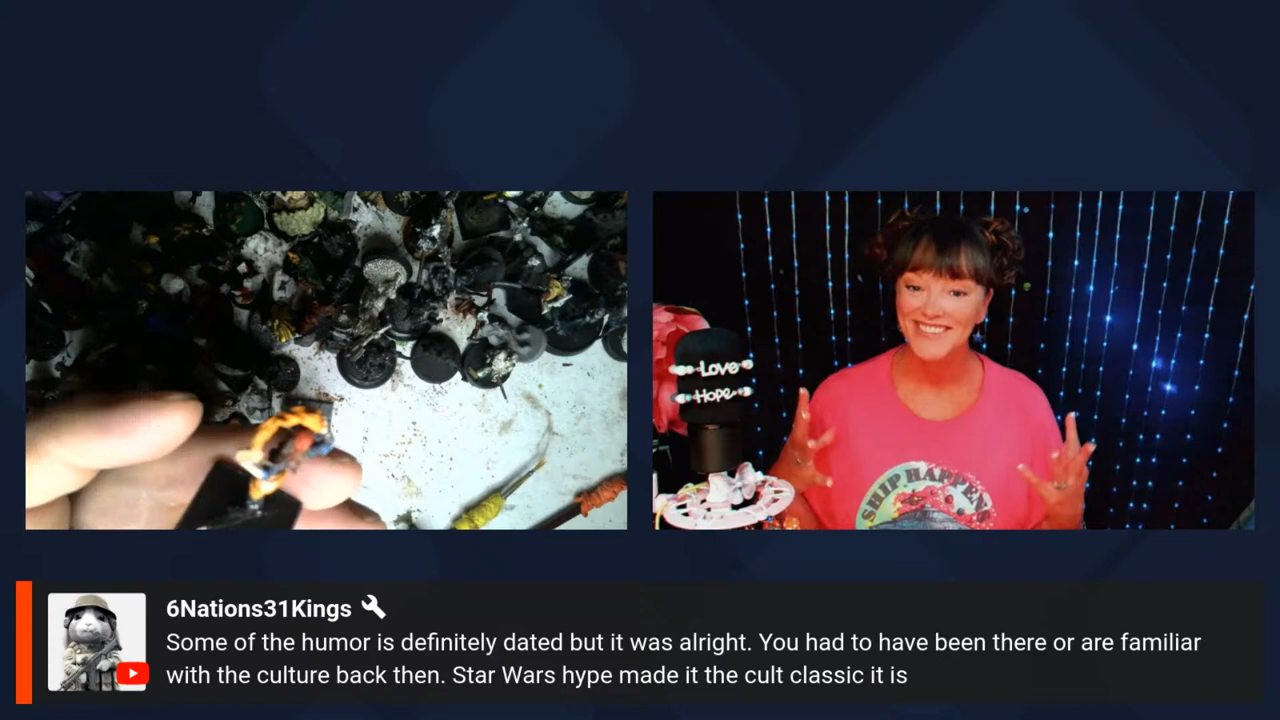 Love
Hope
SHIP HAPPENS
6Nations31Kings
Some of the humor is definitely dated but it was alright. You had to have been there or are familiar
with the culture back then. Star Wars hype made it the cult classic it is